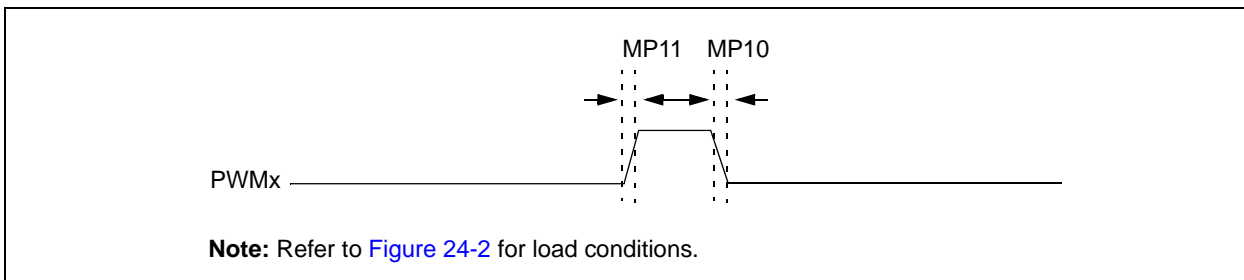 MP11 MP10
PWMx
Note: Refer to Figure 24-2 for load conditions.